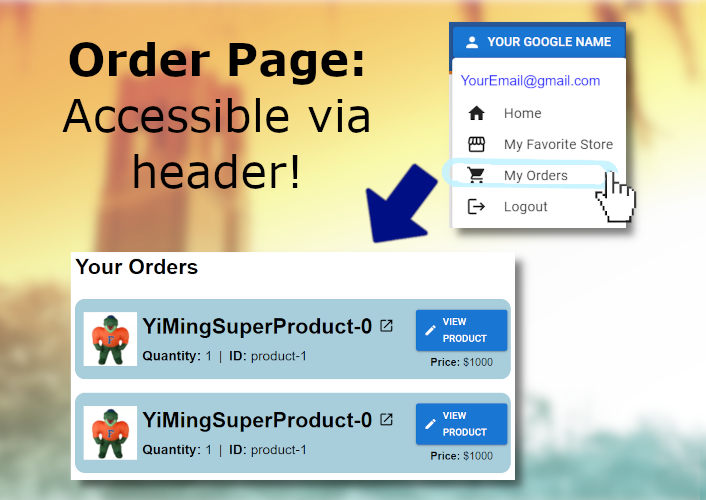 Order Page:
Accessible via
header!
YOUR GOOGLE NAME
YourEmail@gmail.com
Home
My Favorite Store
My Orders
Logout
Your Orders
YiMingSuperProduct-0
Quantity: 1 | ID: product-1
VIEW
PRODUCT
Price: $1000
YiMingSuperProduct-0
Quantity: 1 | ID: product-1
VIEW
PRODUCT
Price: $1000